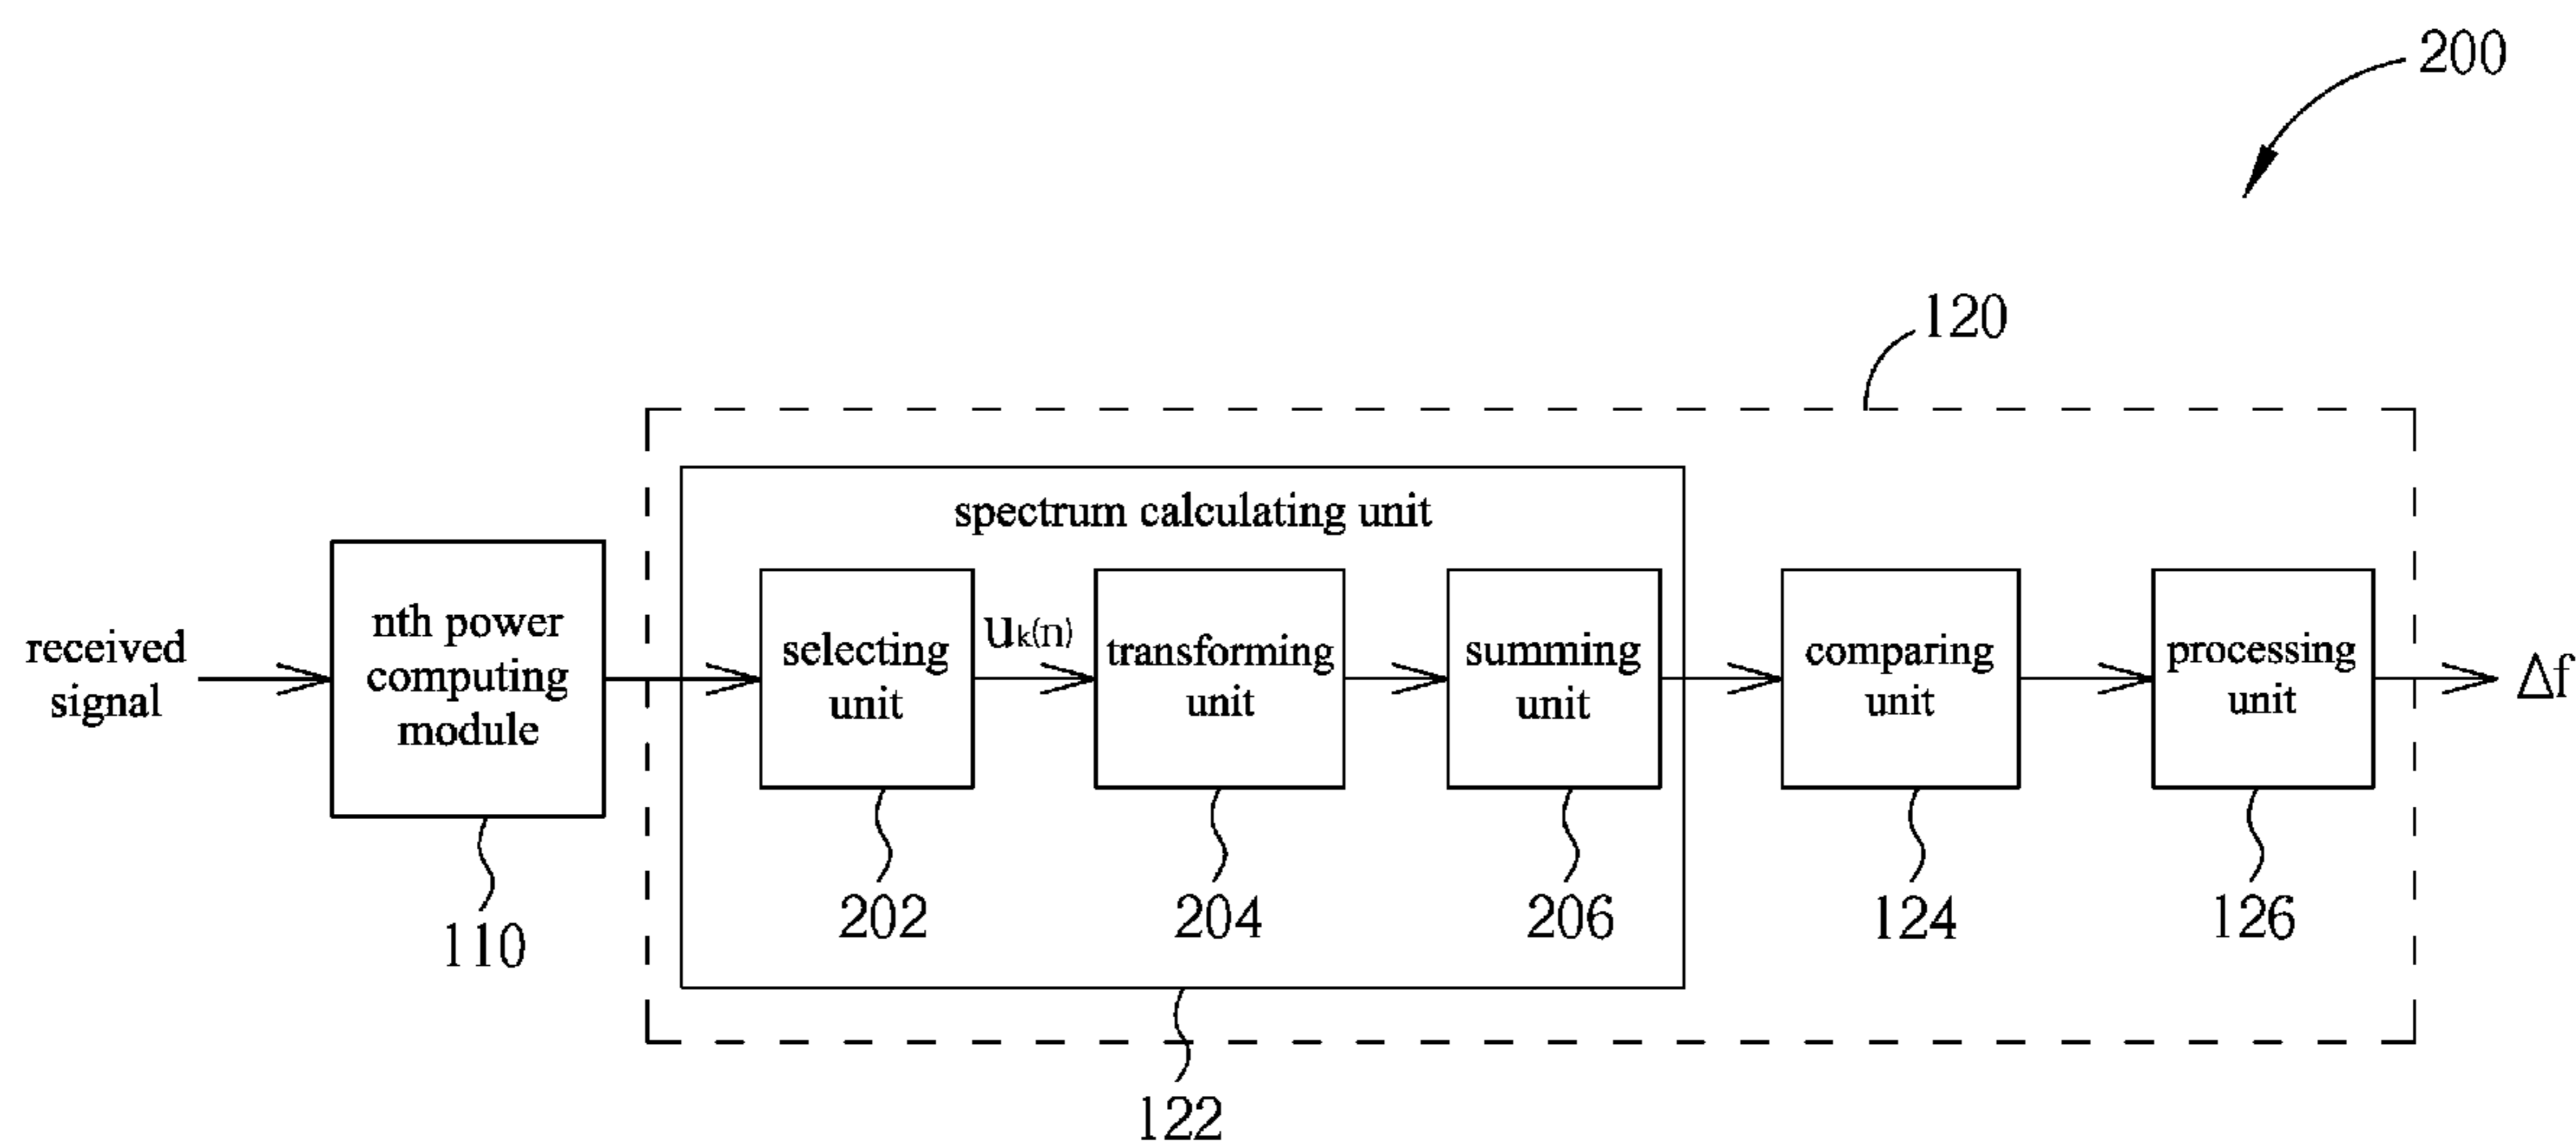 200
120
spectrum calculating unit
received
signal
nth power
computing
module
selecting
unit
uk(n)
transforming
unit
summing
unit
comparing
unit
processing
unit
Δf
110
202
204
206
124
126
122